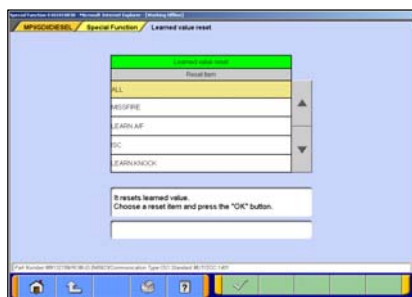 MPI/GDI/DIESEL Special Function Learned value reset
Learned value reset
Reset item
ALL
MISSFIRE
LEARN A/F
ISC
LEARN KNOCK
It resets learned value.
Choose a reset item and press the "OK" button.